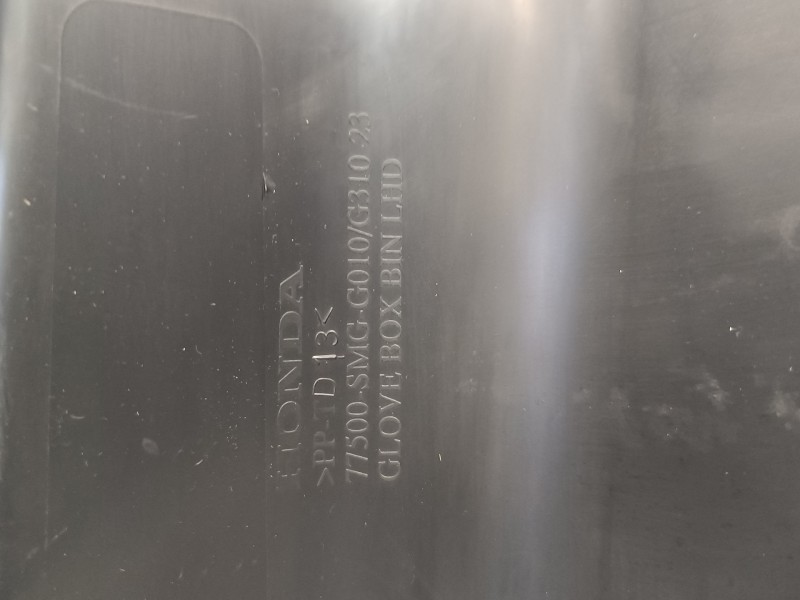 HONDA
>PP-TD13<
77500-SMG-G010/G310 23
GLOVE BOX BIN LHD